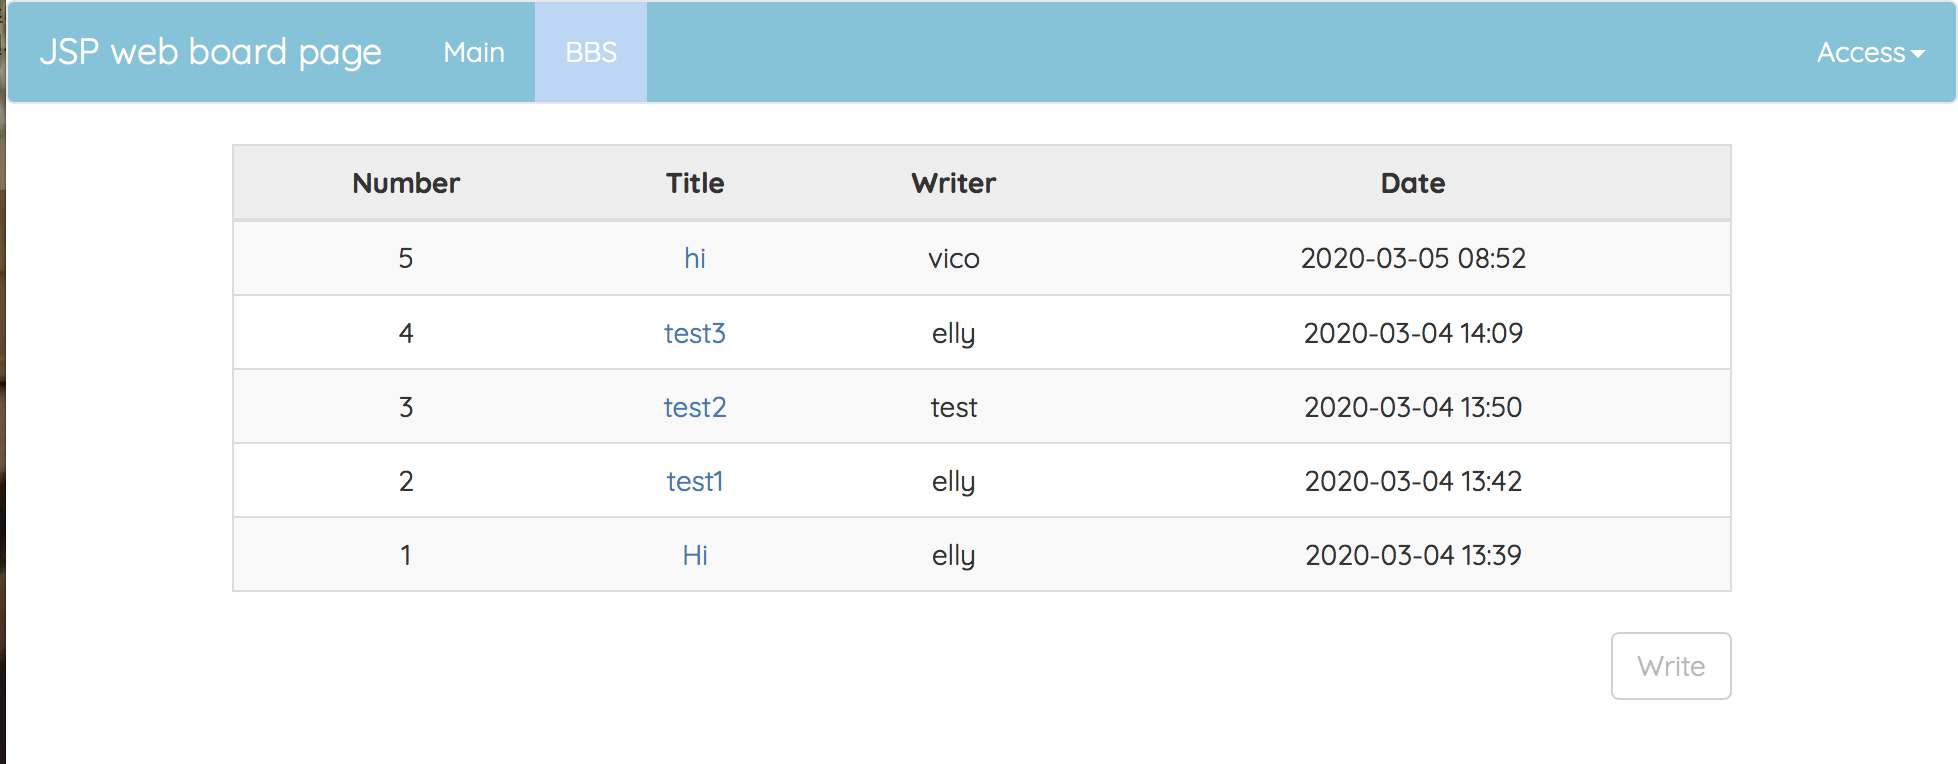 JSP web board page Main BBS Access
Number Title Writer Date
5 hi vico 2020-03-05 08:52
4 test3 elly 2020-03-04 14:09
3 test2 test 2020-03-04 13:50
2 test1 elly 2020-03-04 13:42
1 Hi elly 2020-03-04 13:39
Write